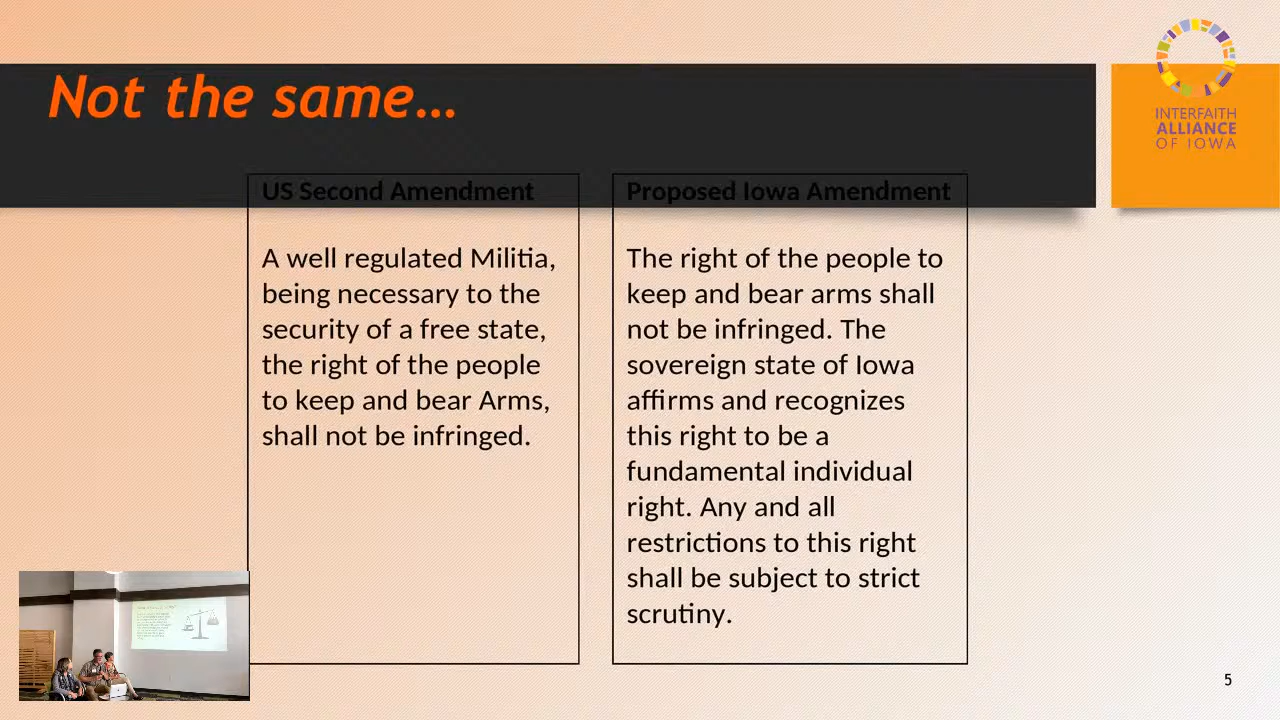 Not the same...
INTERFAITH
ALLIANCE
OF IOWA
US Second Amendment
A well regulated Militia,
being necessary to the
security of a free state,
the right of the people
to keep and bear Arms,
shall not be infringed.
Proposed Iowa Amendment
The right of the people to
keep and bear arms shall
not be infringed. The
sovereign state of Iowa
affirms and recognizes
this right to be a
fundamental individual
right. Any and all
restrictions to this right
shall be subject to strict
scrutiny.
5